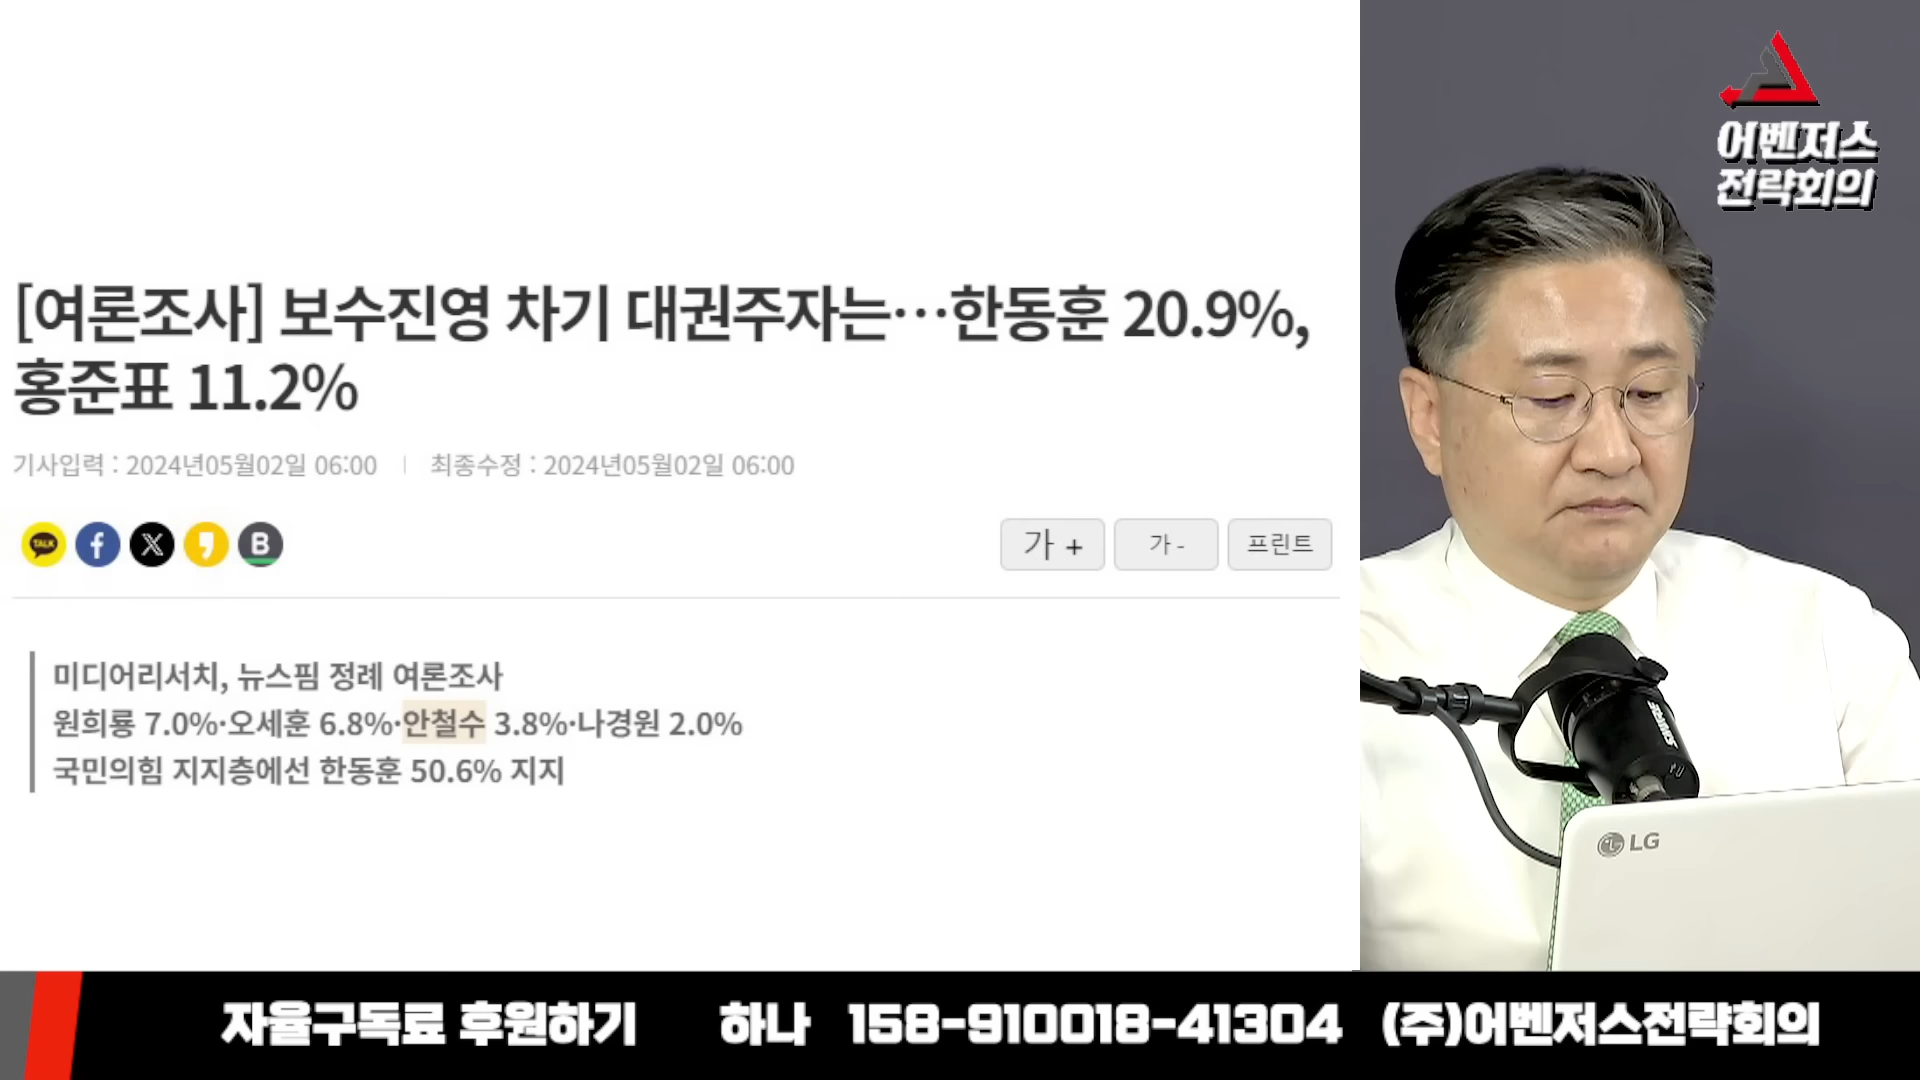 어벤저스
전략회의
[여론조사] 보수진영 차기 대권주자는…한동훈 20.9%,
홍준표 11.2%
기사입력 : 2024년05월02일 06:00 | 최종수정 : 2024년05월02일 06:00
TALK
가 + 가 - 프린트
미디어리서치, 뉴스핌 정례 여론조사
원희룡 7.0%·오세훈 6.8%·안철수 3.8%·나경원 2.0%
국민의힘 지지층에선 한동훈 50.6% 지지
LG
자율구독료 후원하기 하나 158-910018-41304 (주)어벤저스전략회의